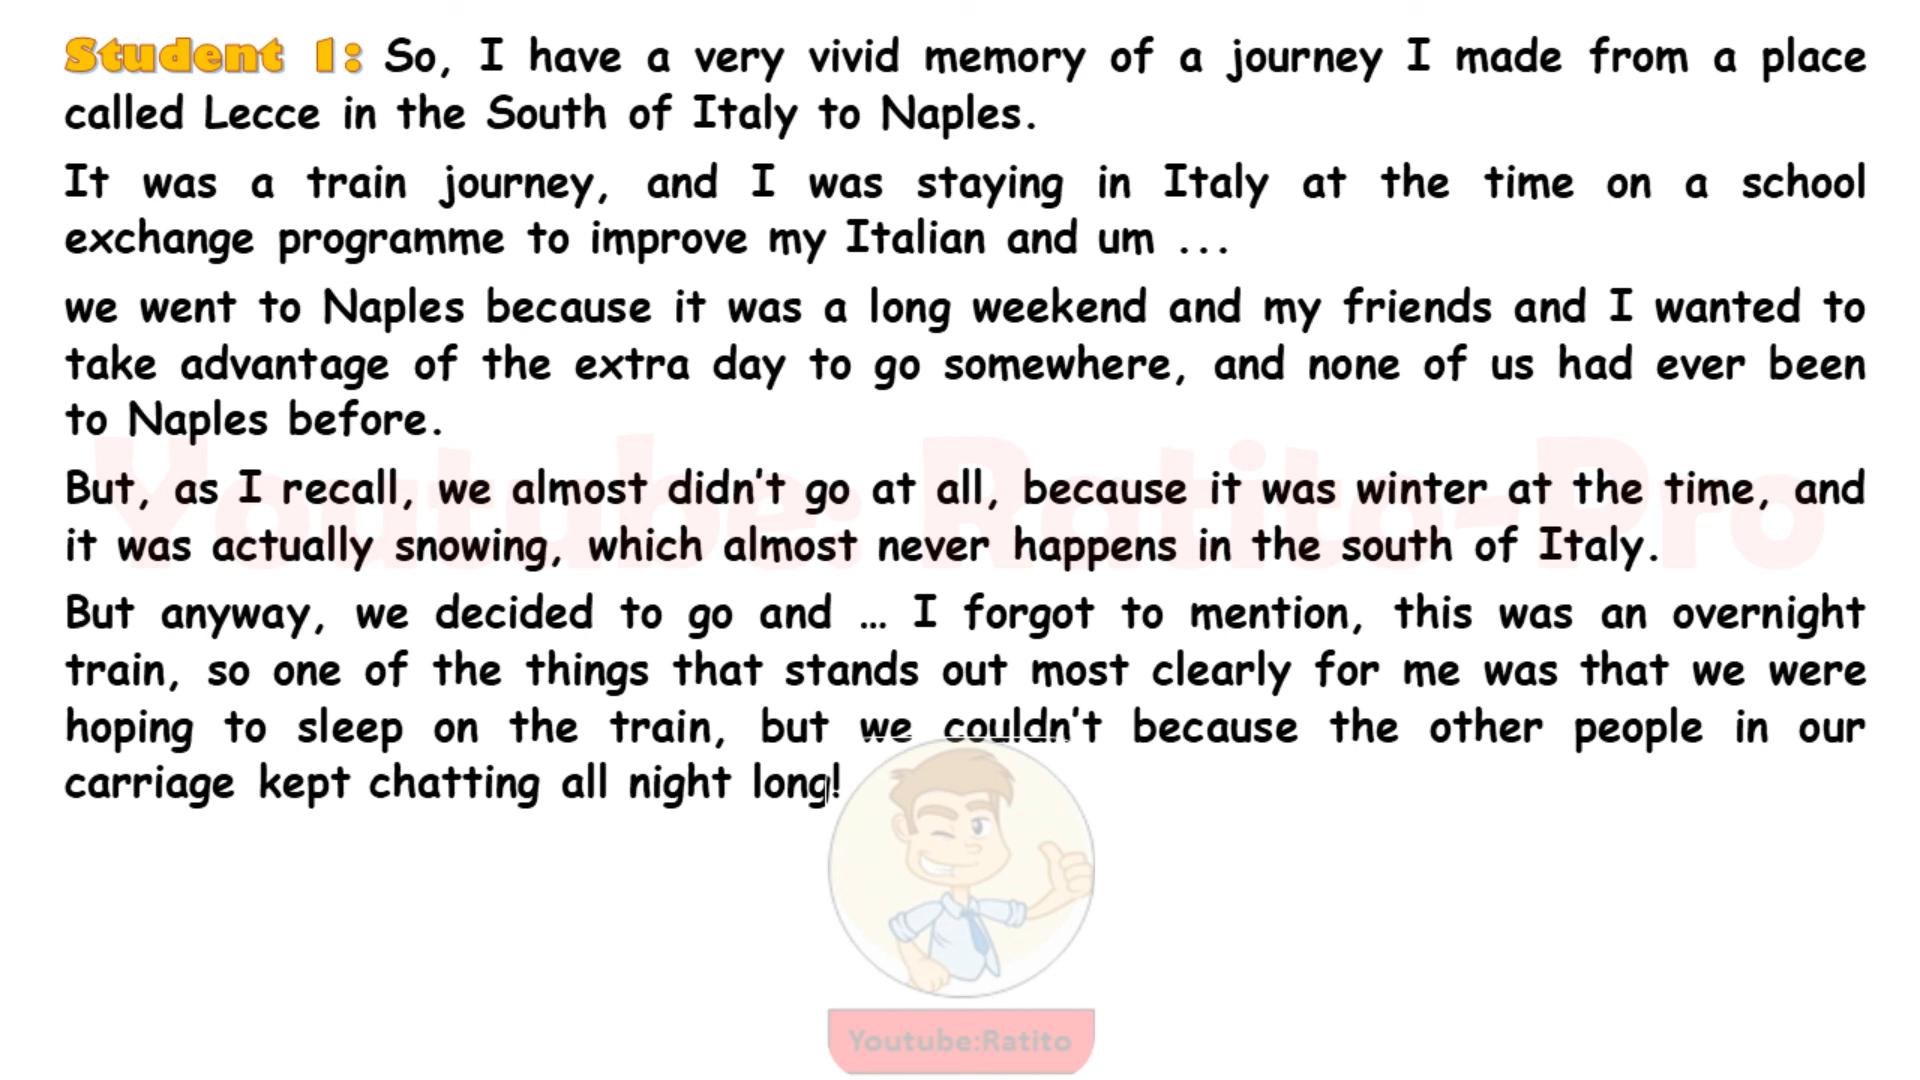 Student 1: So, I have a very vivid memory of a journey I made from a place
called Lecce in the South of Italy to Naples.
It was a train journey, and I was staying in Italy at the time on a school
exchange programme to improve my Italian and um ...
we went to Naples because it was a long weekend and my friends and I wanted to
take advantage of the extra day to go somewhere, and none of us had ever been
to Naples before.
Youtube: Ratito-Pro
But, as I recall, we almost didn't go at all, because it was winter at the time, and
it was actually snowing, which almost never happens in the south of Italy.
But anyway, we decided to go and ... I forgot to mention, this was an overnight
train, so one of the things that stands out most clearly for me was that we were
hoping to sleep on the train, but we couldn't because the other people in our
carriage kept chatting all night long!
Youtube:Ratito